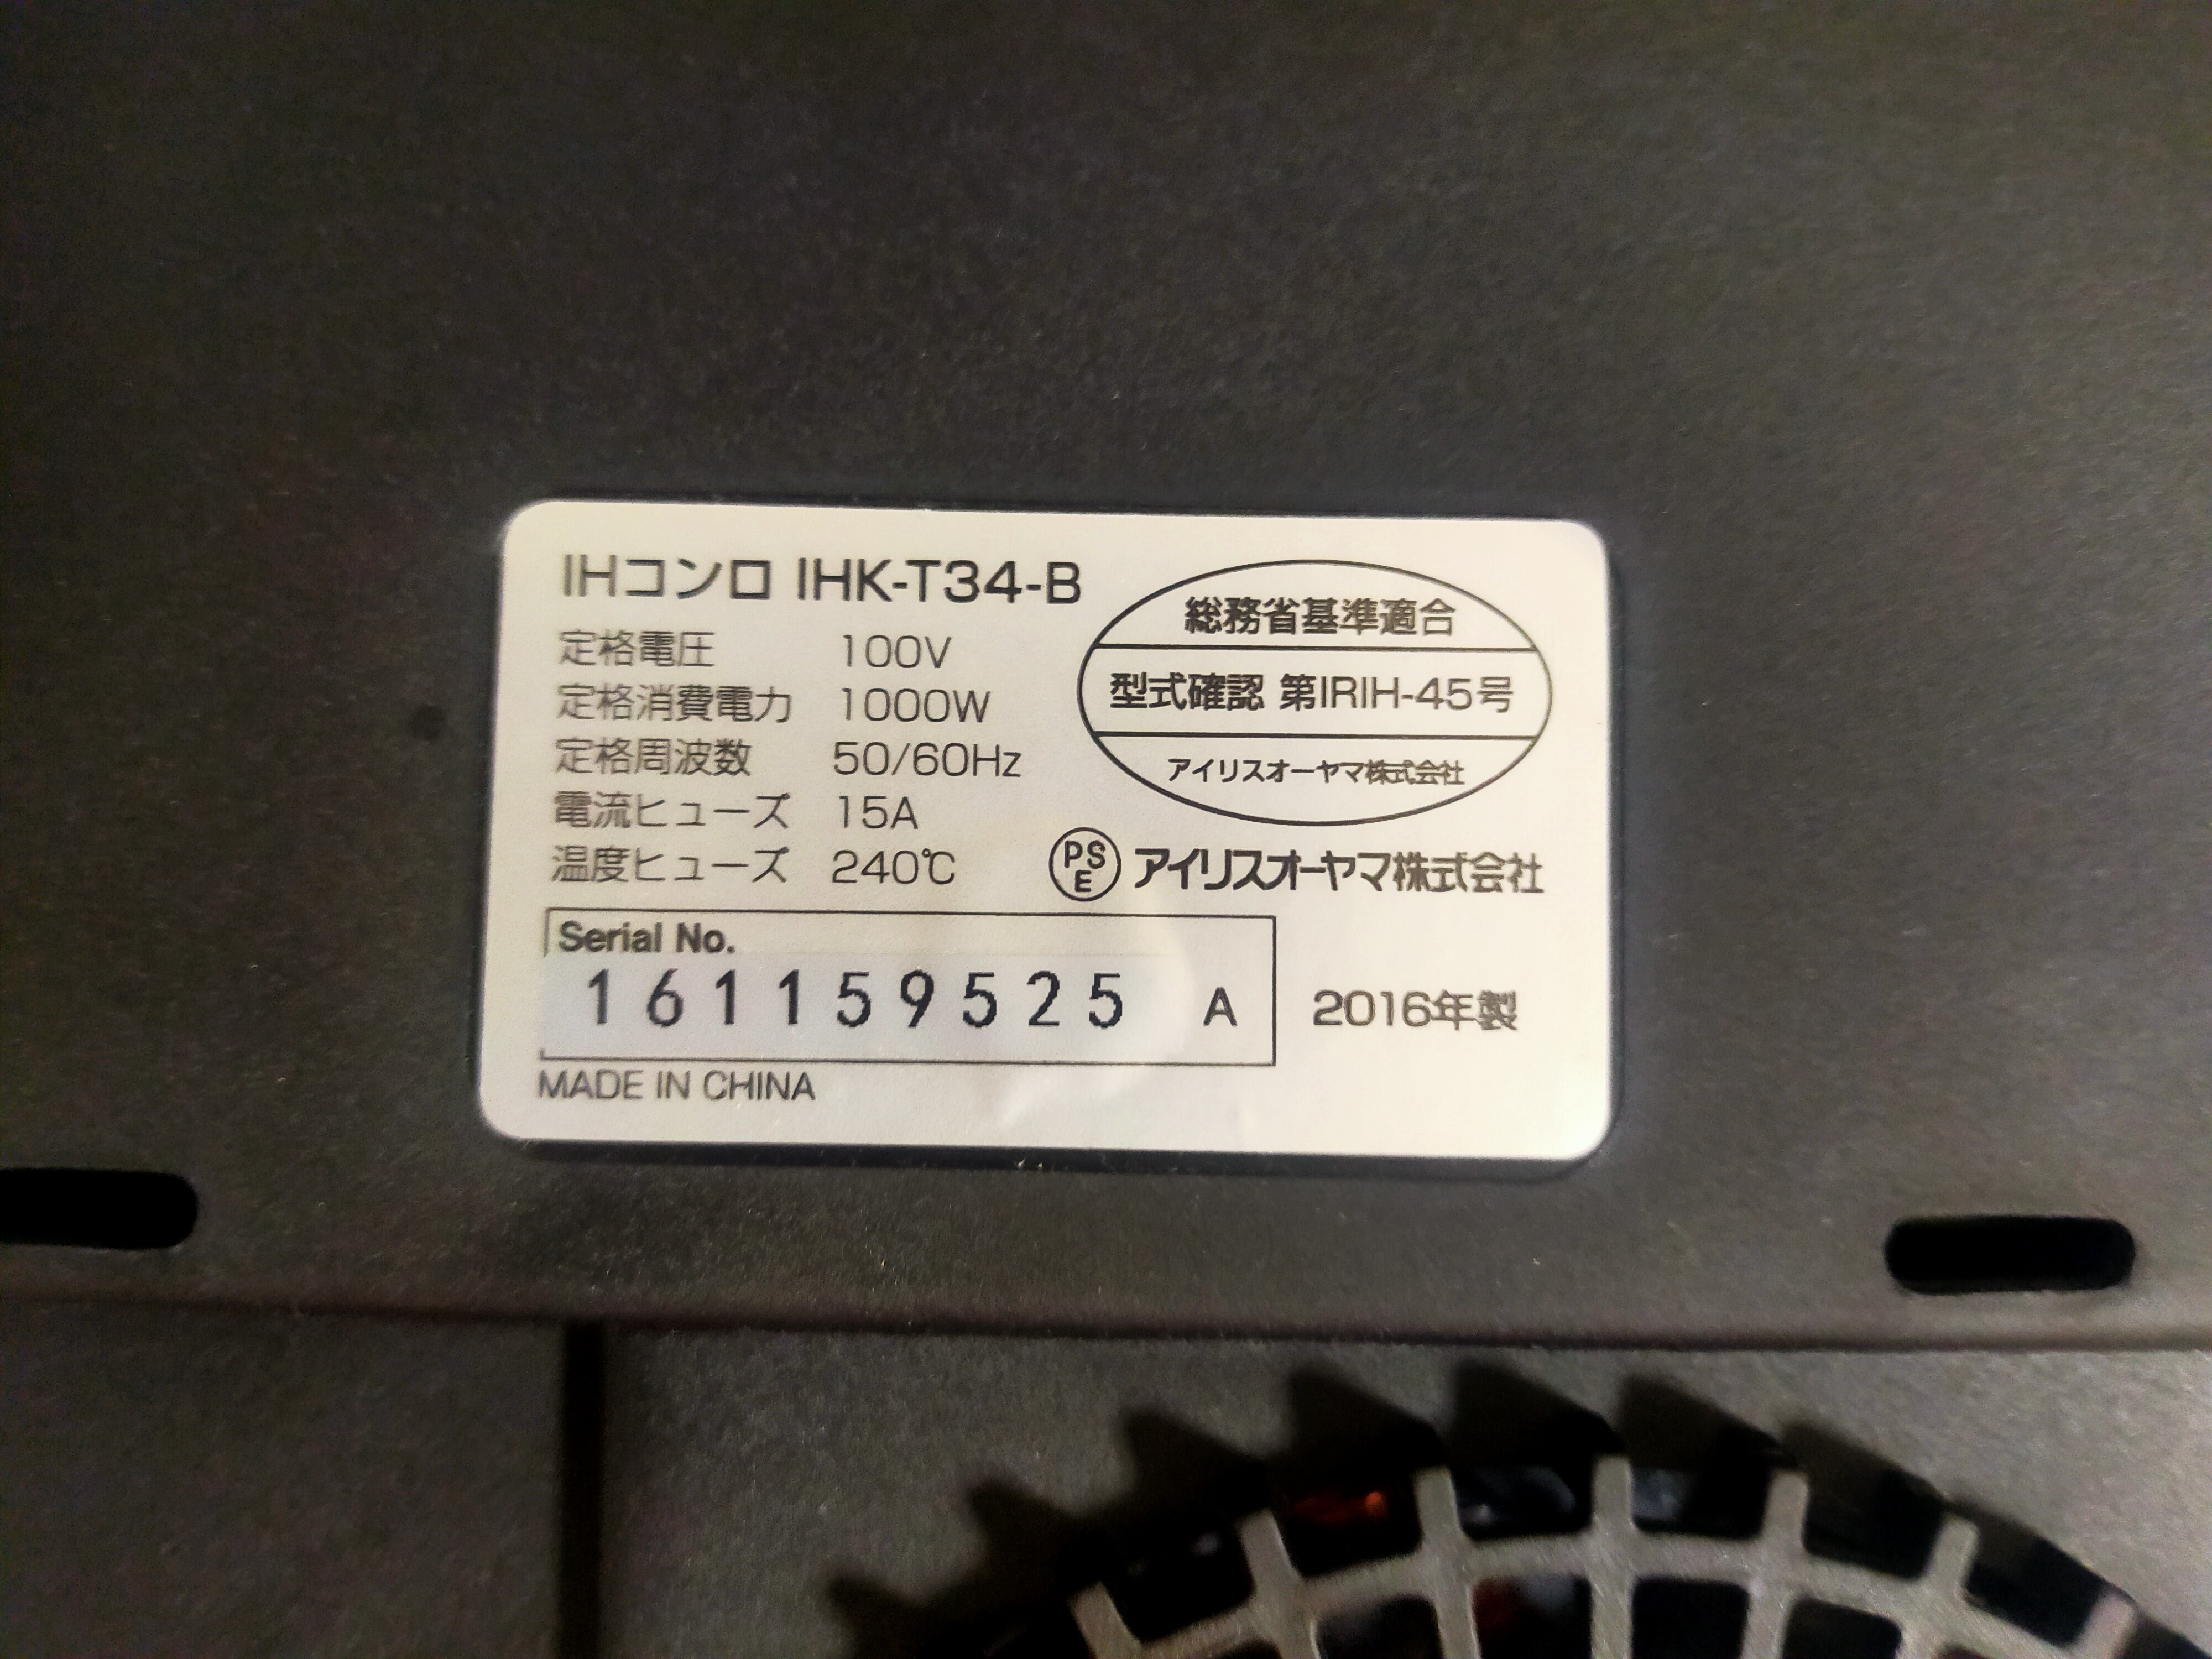 IHコンロ IHK-T34-B
定格電圧 100V
定格消費電力 1000W
定格周波数 50/60Hz
電流ヒューズ 15A
温度ヒューズ 240℃
総務省基準適合
型式確認 第IRIH-45号
アイリスオーヤマ株式会社
PSE アイリスオーヤマ株式会社
Serial No.
161159525 A
2016年製
MADE IN CHINA